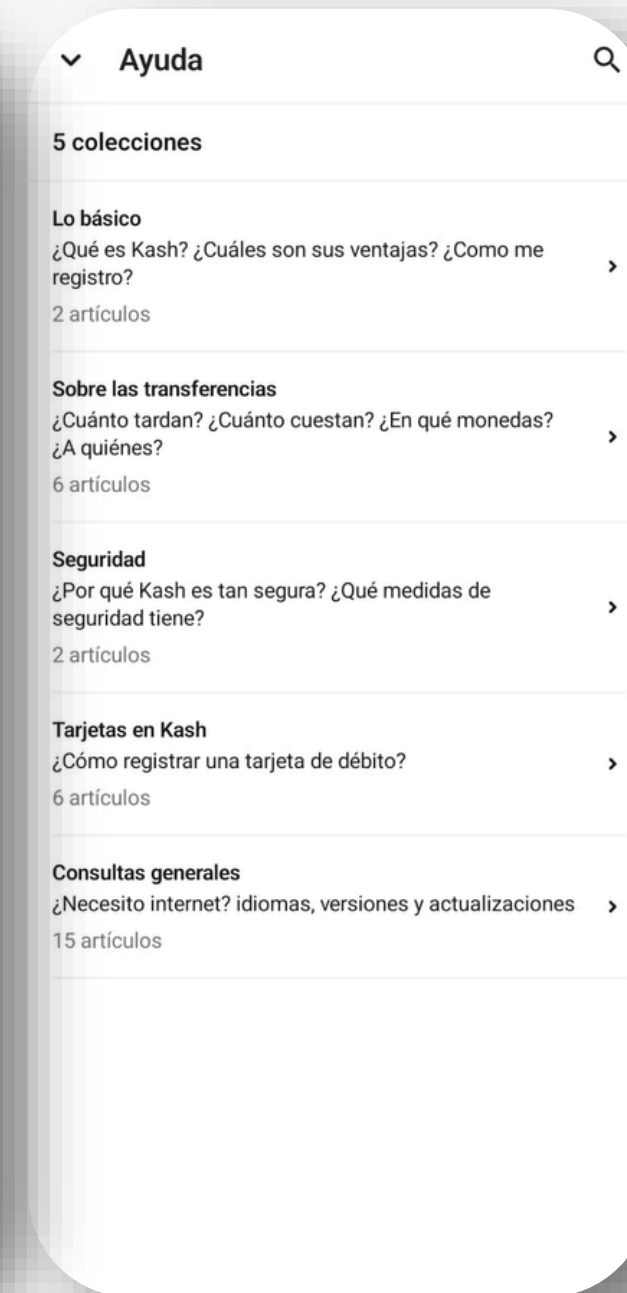 Ayuda
5 colecciones
Lo básico
¿Qué es Kash? ¿Cuáles son sus ventajas? ¿Como me
registro?
2 artículos
Sobre las transferencias
¿Cuánto tardan? ¿Cuánto cuestan? ¿En qué monedas?
¿A quiénes?
6 artículos
Seguridad
¿Por qué Kash es tan segura? ¿Qué medidas de
seguridad tiene?
2 artículos
Tarjetas en Kash
¿Cómo registrar una tarjeta de débito?
6 artículos
Consultas generales
¿Necesito internet? idiomas, versiones y actualizaciones
15 artículos